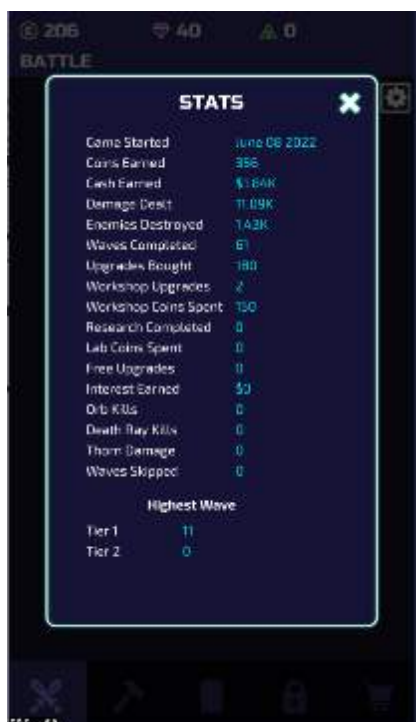 206 40 0
BATTLE
STATS
Game Started June 08 2022
Coins Earned 356
Cash Earned $1.84K
Damage Dealt 11.09K
Enemies Destroyed 1.43K
Waves Completed 61
Upgrades Bought 180
Workshop Upgrades 2
Workshop Coins Spent 150
Research Completed 0
Lab Coins Spent 0
Free Upgrades 0
Interest Earned $0
Orb Kills 0
Death Ray Kills 0
Thorn Damage 0
Waves Skipped 0
Highest Wave
Tier 1 11
Tier 2 0